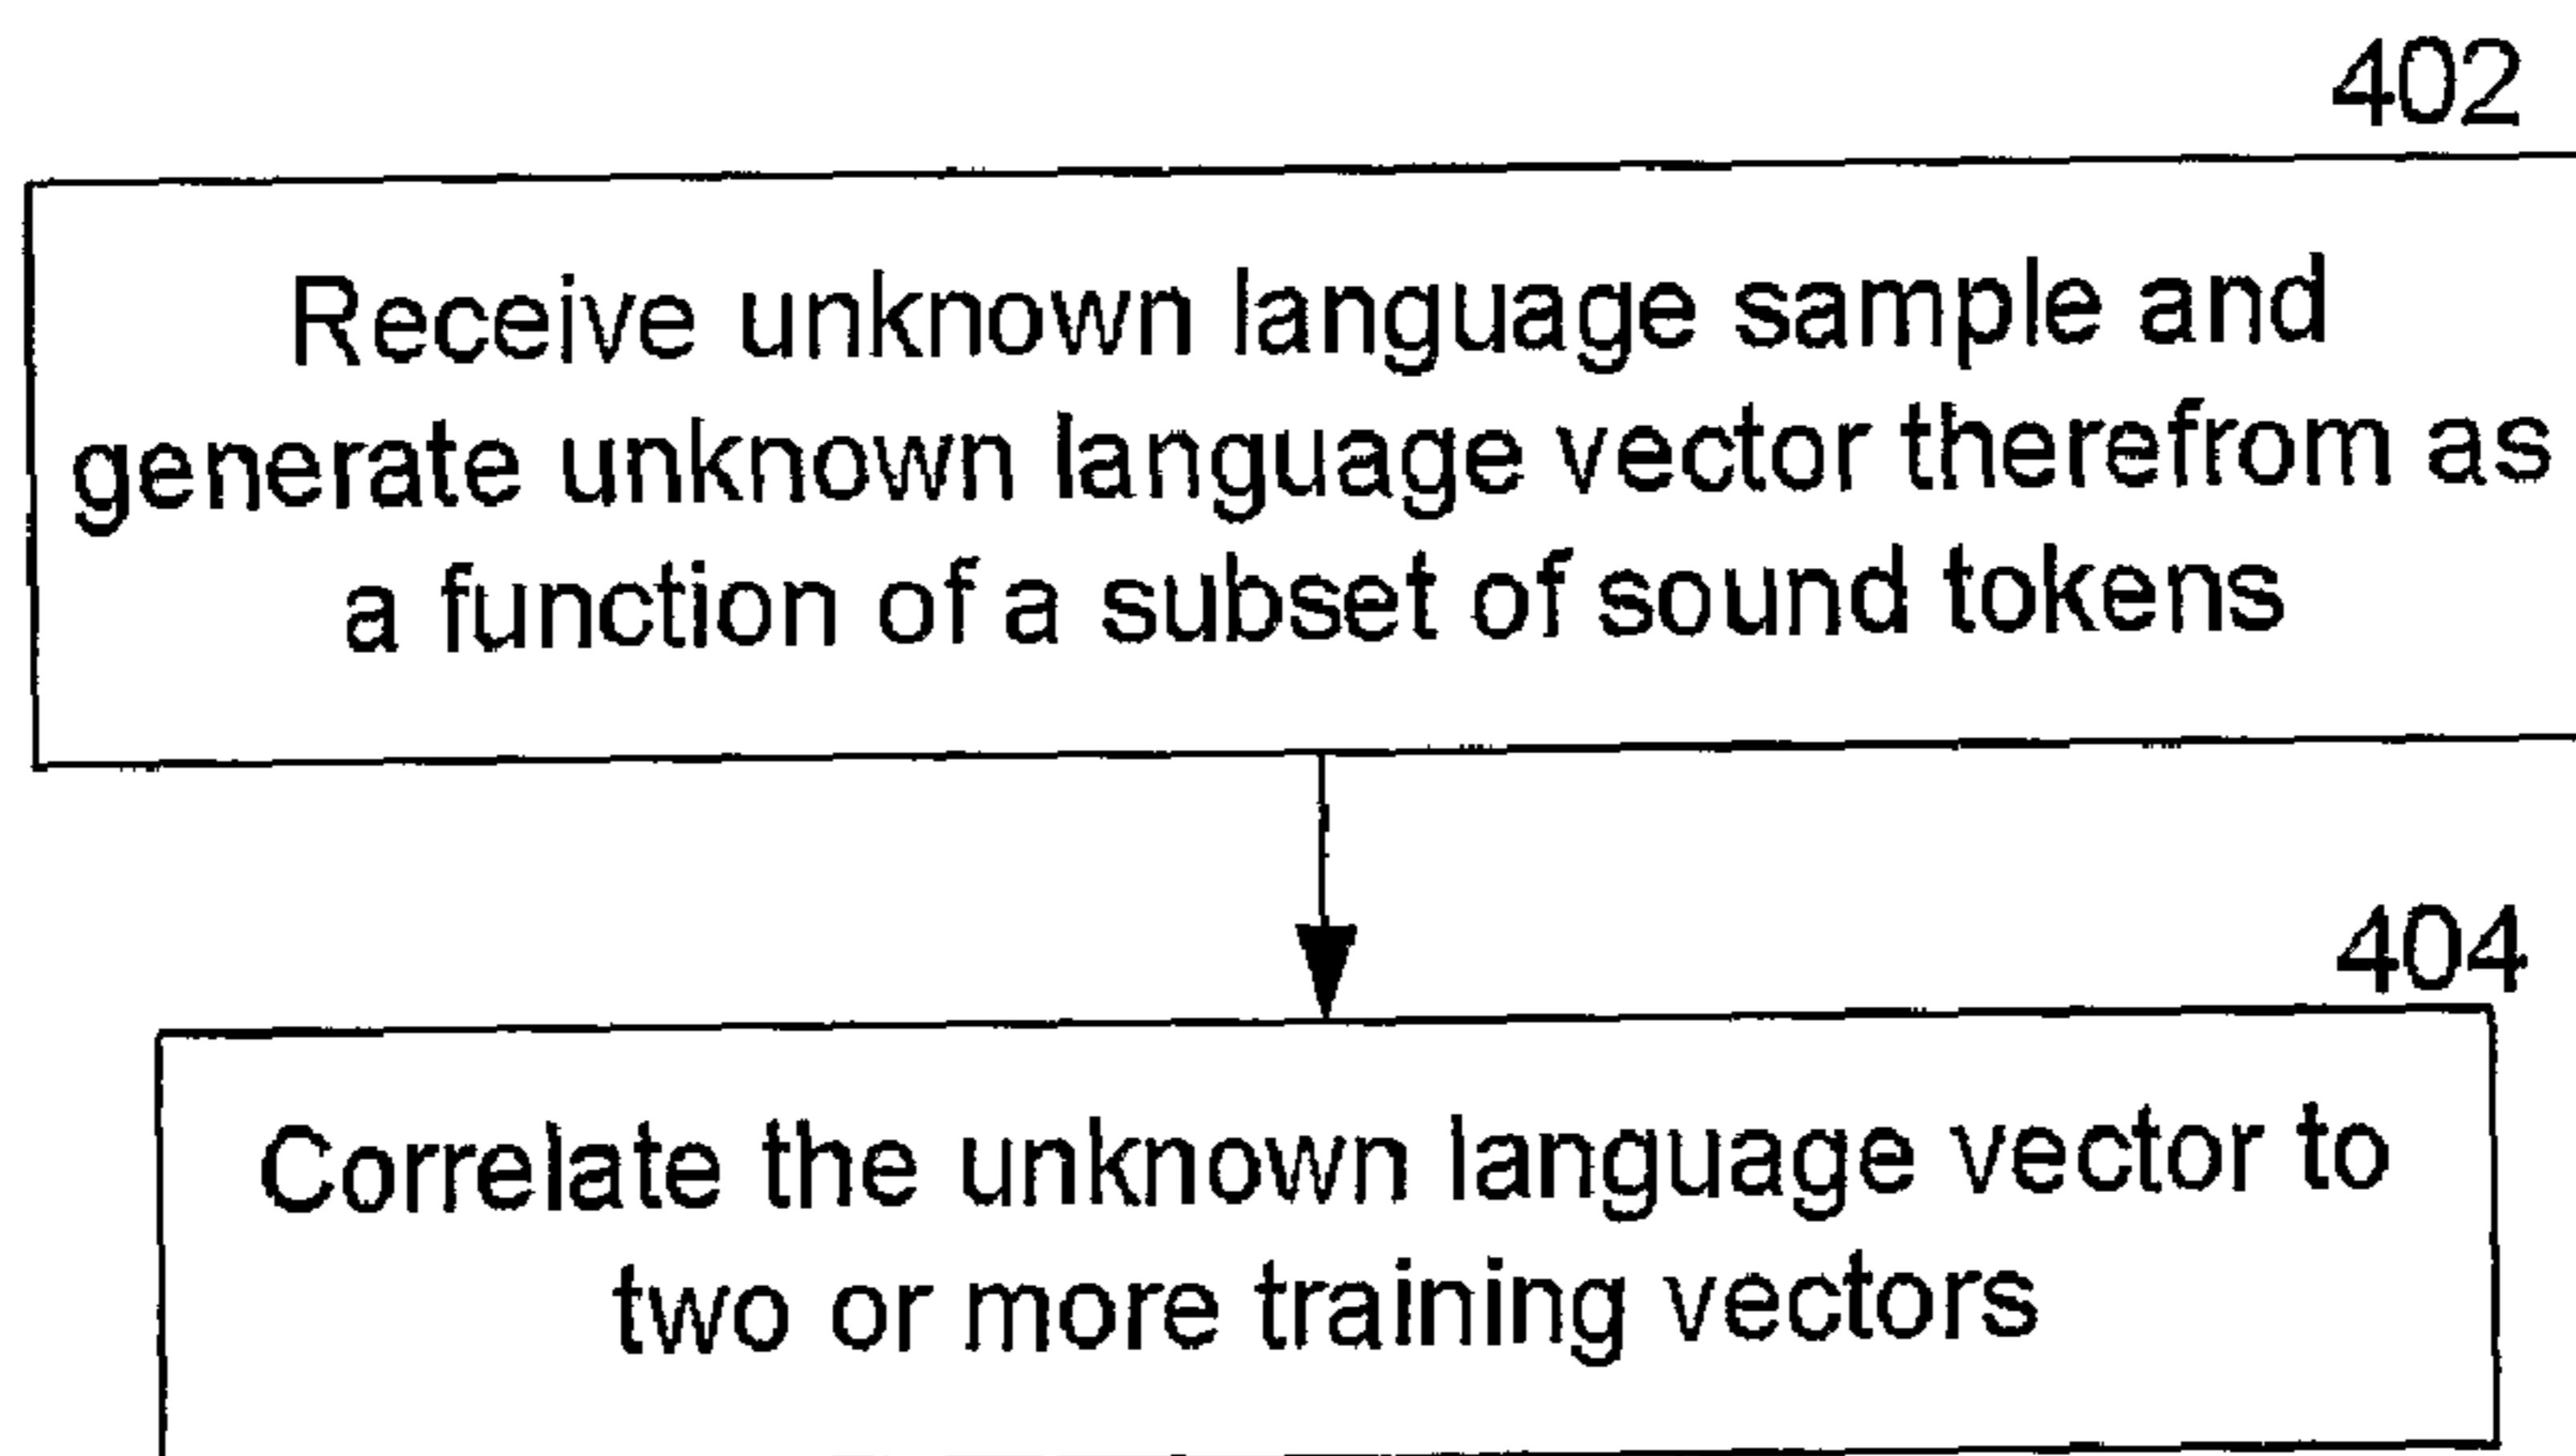 402
Receive unknown language sample and
generate unknown language vector therefrom as
a function of a subset of sound tokens
404
Correlate the unknown language vector to
two or more training vectors